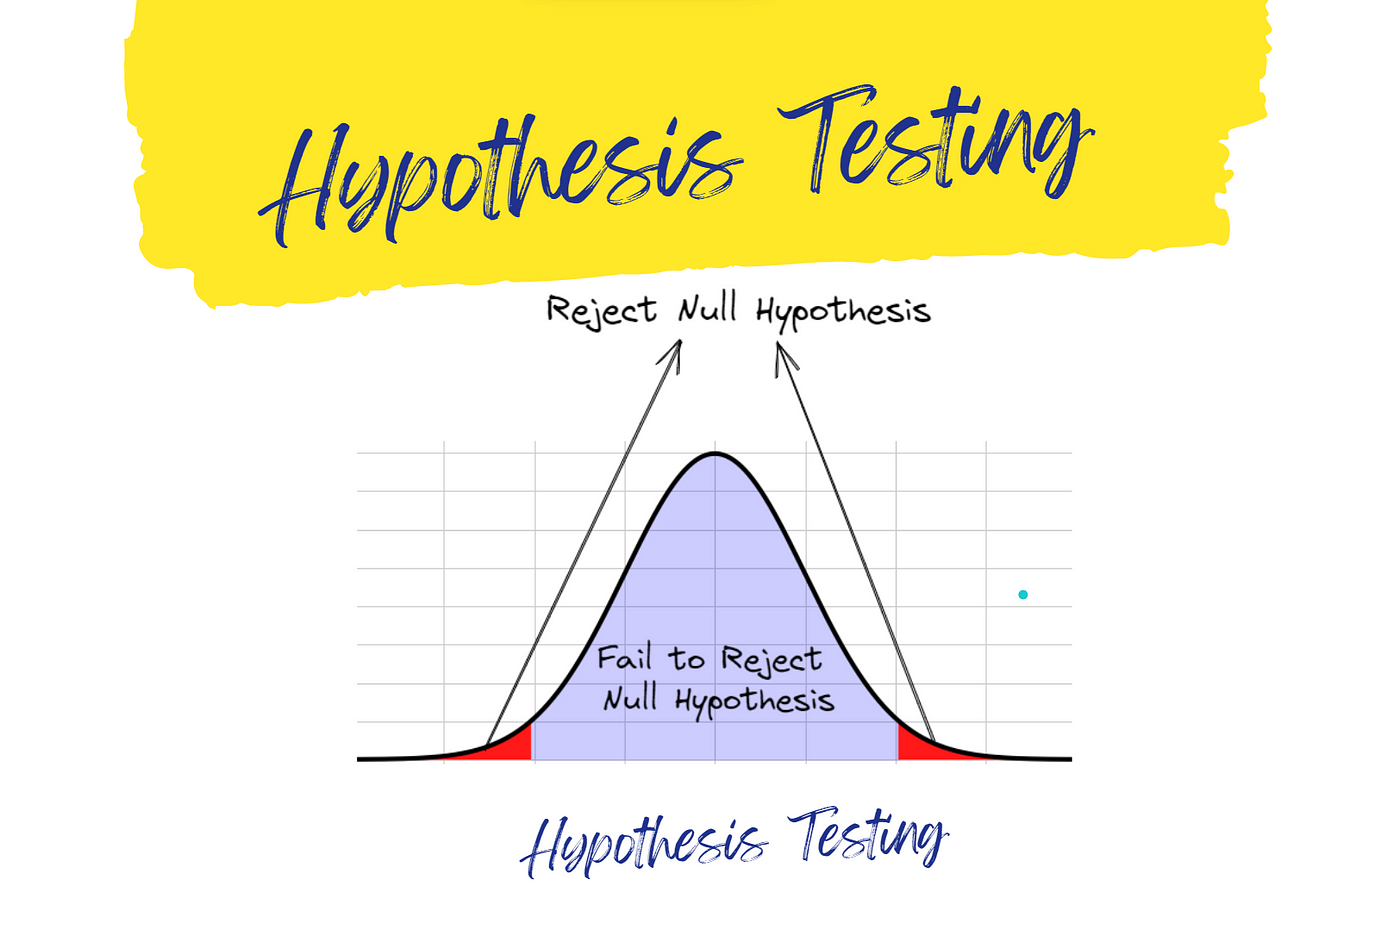 Hypothesis Testing
Reject Null Hypothesis
Fail to Reject
Null Hypothesis
Hypothesis Testing